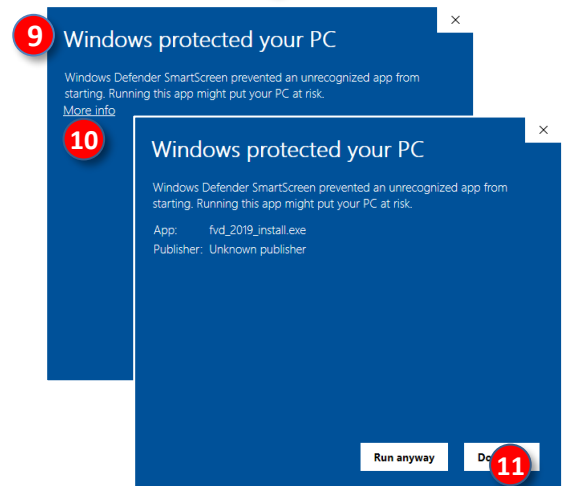 9
Windows protected your PC
Windows Defender SmartScreen prevented an unrecognized app from
starting. Running this app might put your PC at risk.
More info
10
Windows protected your PC
Windows Defender SmartScreen prevented an unrecognized app from
starting. Running this app might put your PC at risk.
App: fvd_2019_install.exe
Publisher: Unknown publisher
Run anyway
11